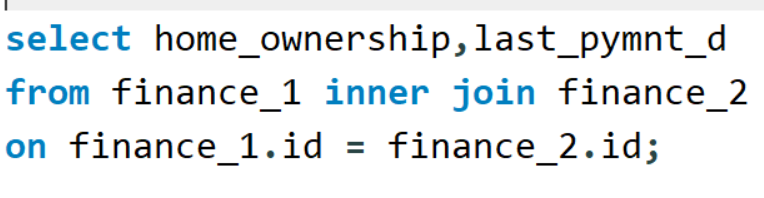 select home_ownership,last_pymnt_d
from finance_1 inner join finance_2
on finance_1.id = finance_2.id;